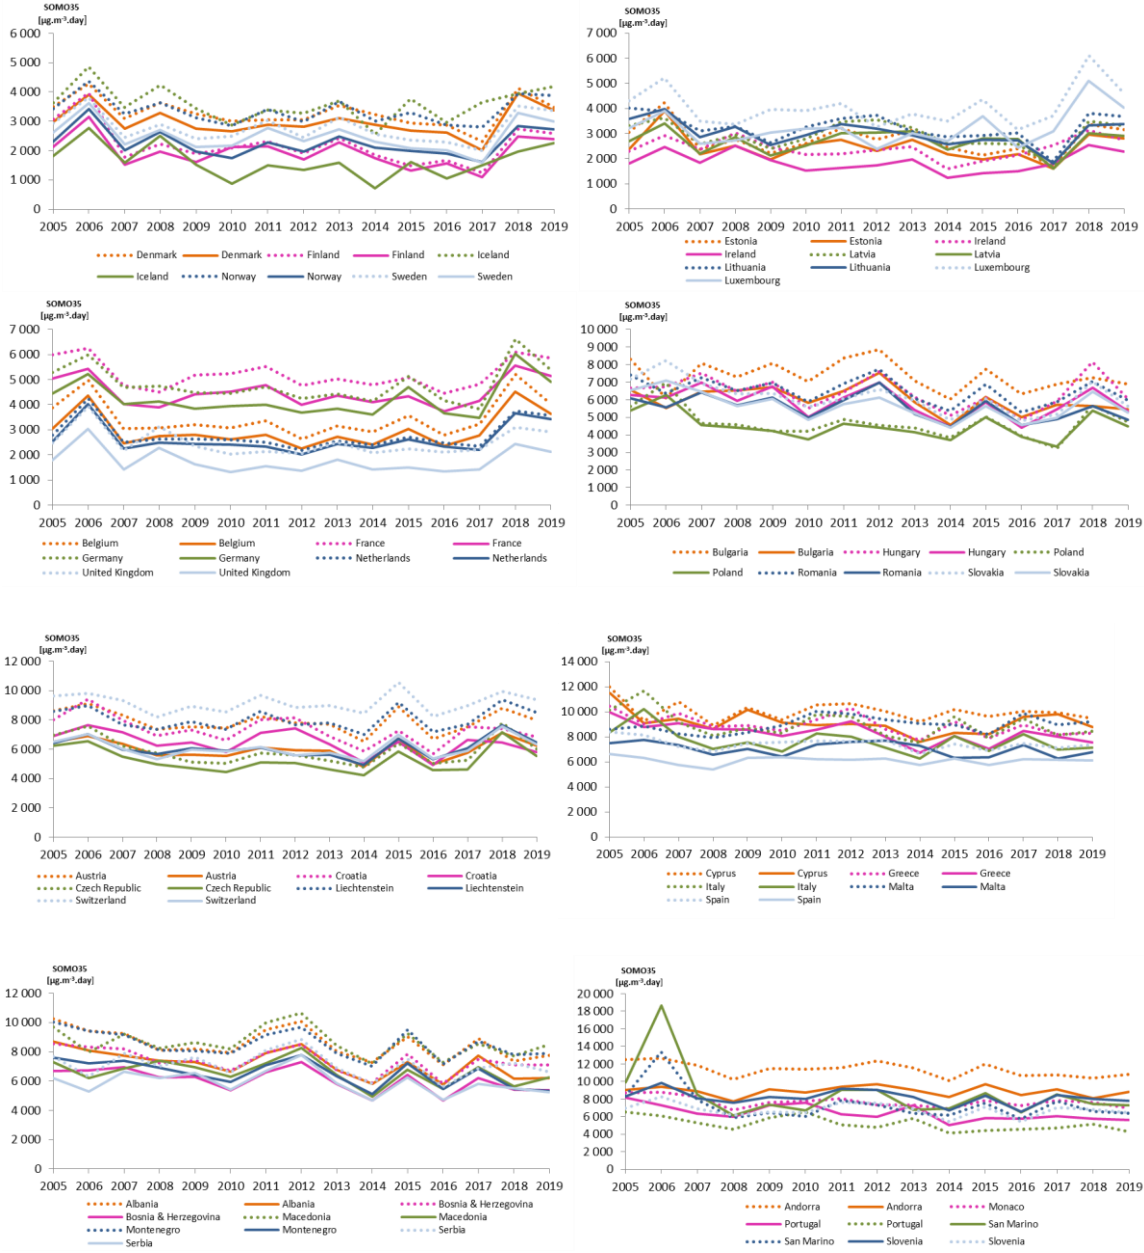 SOMO35
[µg.m-3.day]
6 000
5 000
4 000
3 000
2 000
1 000
0
2005 2006 2007 2008 2009 2010 2011 2012 2013 2014 2015 2016 2017 2018 2019
Denmark Denmark Finland Finland Iceland
Iceland Norway Norway Sweden Sweden
SOMO35
[µg.m-3.day]
7 000
6 000
5 000
4 000
3 000
2 000
1 000
0
2005 2006 2007 2008 2009 2010 2011 2012 2013 2014 2015 2016 2017 2018 2019
Estonia Estonia Ireland
Ireland Latvia Latvia
Lithuania Lithuania Luxembourg
Luxembourg
SOMO35
[µg.m-3.day]
7 000
6 000
5 000
4 000
3 000
2 000
1 000
0
2005 2006 2007 2008 2009 2010 2011 2012 2013 2014 2015 2016 2017 2018 2019
Belgium Belgium France France
Germany Germany Netherlands Netherlands
United Kingdom United Kingdom
SOMO35
[µg.m-3.day]
10 000
9 000
8 000
7 000
6 000
5 000
4 000
3 000
2 000
1 000
0
2005 2006 2007 2008 2009 2010 2011 2012 2013 2014 2015 2016 2017 2018 2019
Bulgaria Bulgaria Hungary Hungary Poland
Poland Romania Romania Slovakia Slovakia
SOMO35
[µg.m-3.day]
12 000
10 000
8 000
6 000
4 000
2 000
0
2005 2006 2007 2008 2009 2010 2011 2012 2013 2014 2015 2016 2017 2018 2019
Austria Austria Croatia Croatia
Czech Republic Czech Republic Liechtenstein Liechtenstein
Switzerland Switzerland
SOMO35
[µg.m-3.day]
14 000
12 000
10 000
8 000
6 000
4 000
2 000
0
2005 2006 2007 2008 2009 2010 2011 2012 2013 2014 2015 2016 2017 2018 2019
Cyprus Cyprus Greece Greece
Italy Italy Malta Malta
Spain Spain
SOMO35
[µg.m-3.day]
12 000
10 000
8 000
6 000
4 000
2 000
0
2005 2006 2007 2008 2009 2010 2011 2012 2013 2014 2015 2016 2017 2018 2019
Albania Albania Bosnia & Herzegovina
Bosnia & Herzegovina Macedonia Macedonia
Montenegro Montenegro Serbia
Serbia
SOMO35
[µg.m-3.day]
20 000
18 000
16 000
14 000
12 000
10 000
8 000
6 000
4 000
2 000
0
2005 2006 2007 2008 2009 2010 2011 2012 2013 2014 2015 2016 2017 2018 2019
Andorra Andorra Monaco
Portugal Portugal San Marino
San Marino Slovenia Slovenia